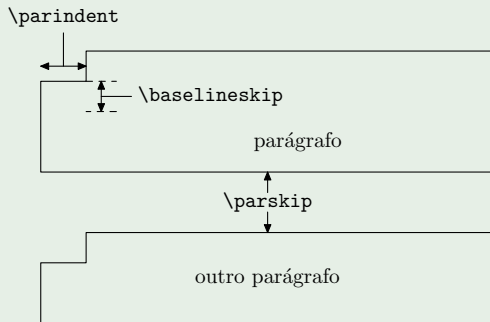 \parindent
\baselineskip
parágrafo
\parskip
outro parágrafo